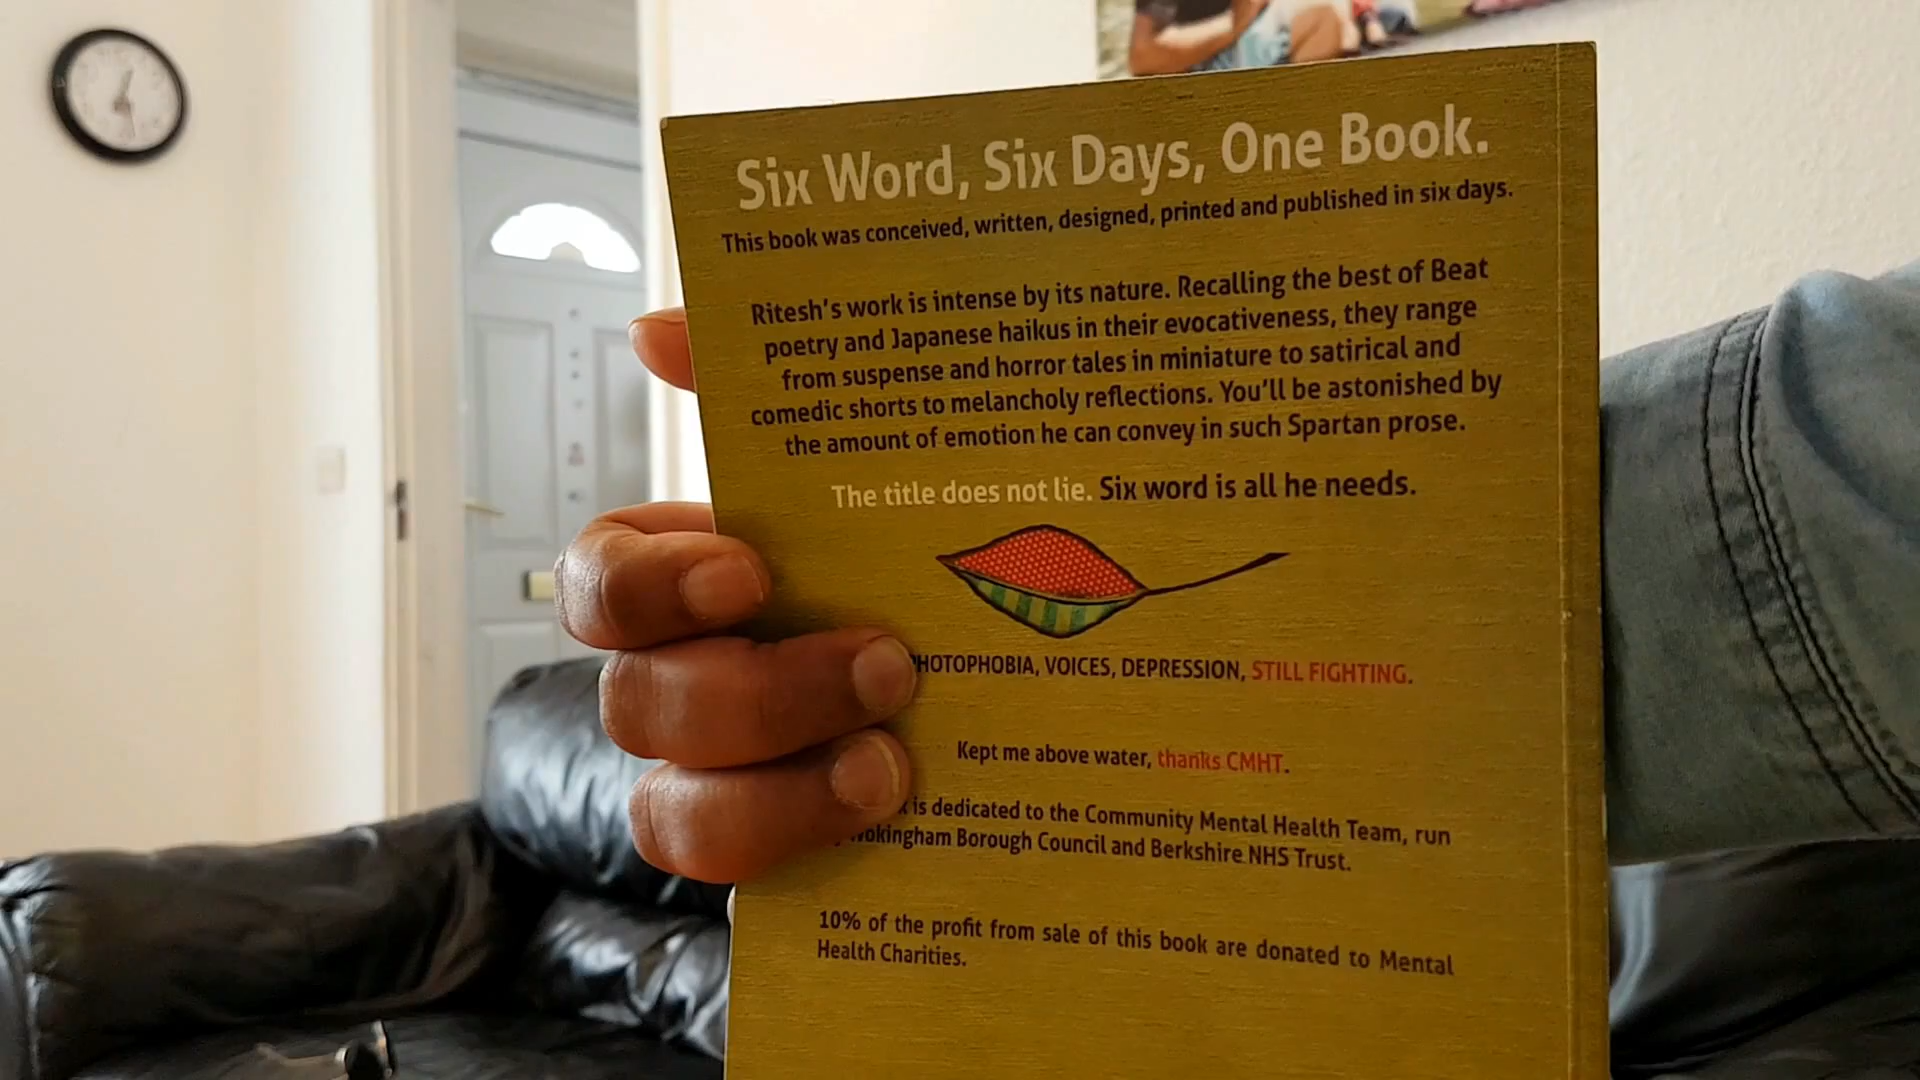 Six Word, Six Days, One Book.
This book was conceived, written, designed, printed and published in six days.
Ritesh's work is intense by its nature. Recalling the best of Beat
poetry and Japanese haikus in their evocativeness, they range
from suspense and horror tales in miniature to satirical and
comedic shorts to melancholy reflections. You'll be astonished by
the amount of emotion he can convey in such Spartan prose.
The title does not lie. Six word is all he needs.
HOTOPHOBIA, VOICES, DEPRESSION, STILL FIGHTING.
Kept me above water, thanks CMHT.
is dedicated to the Community Mental Health Team, run
Wokingham Borough Council and Berkshire NHS Trust.
10% of the profit from sale of this book are donated to Mental
Health Charities.